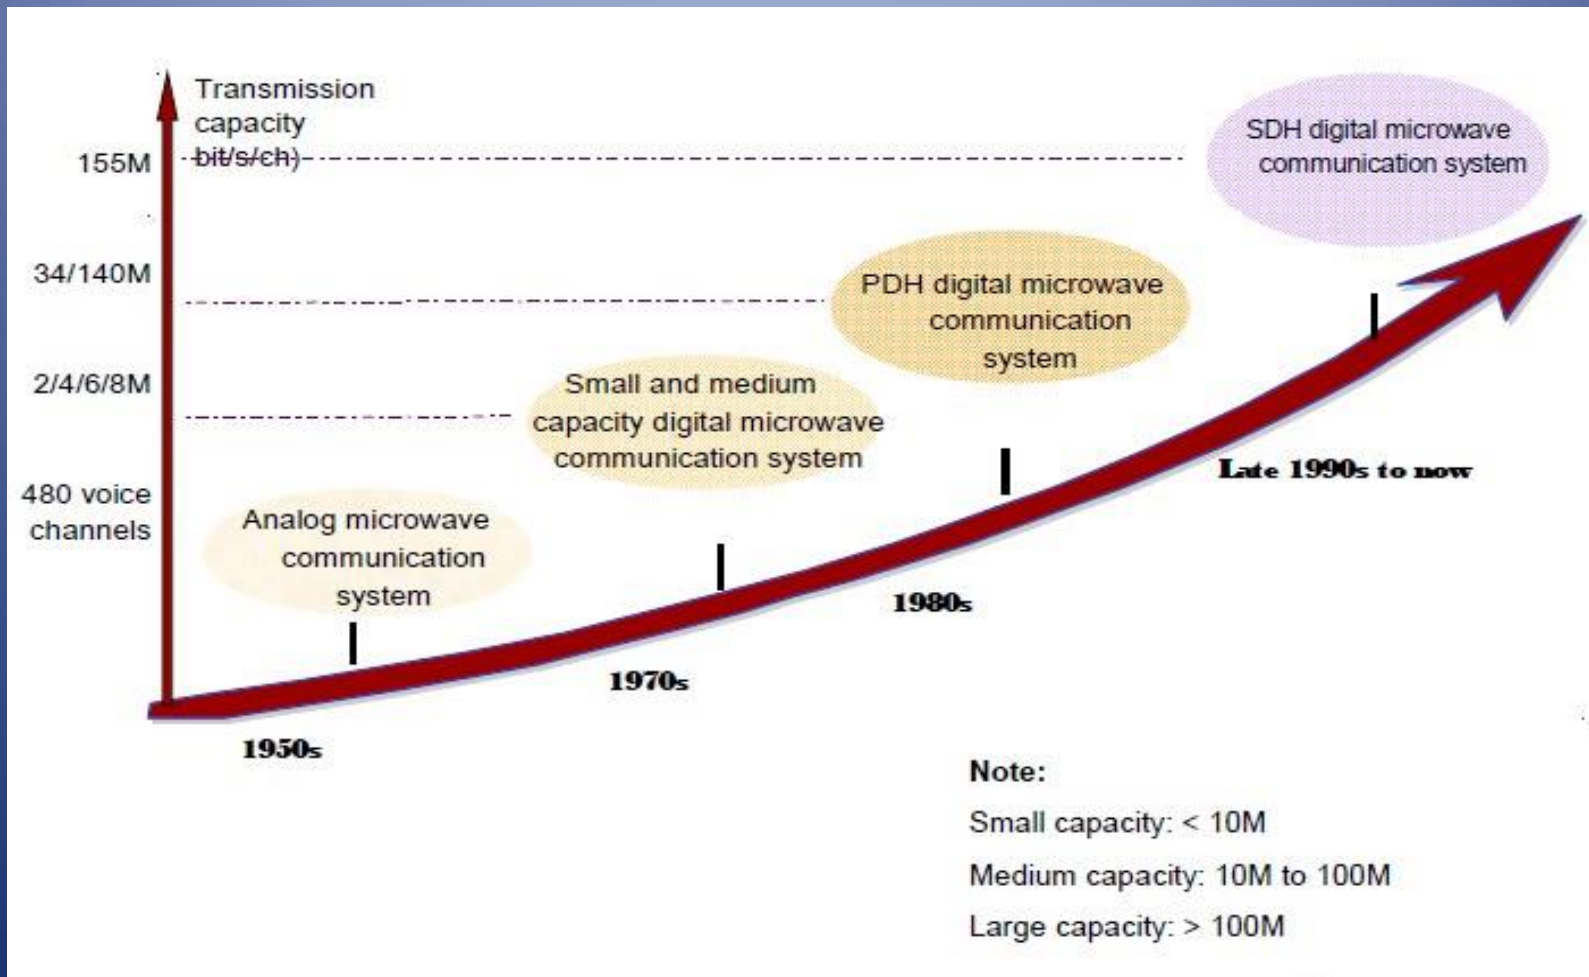 Transmission
capacity
bit/s/ch)
155M
34/140M
2/4/6/8M
480 voice
channels
SDH digital microwave
communication system
PDH digital microwave
communication
system
Small and medium
capacity digital microwave
communication system
Analog microwave
communication
system
Late 1990s to now
1980s
1970s
1950s
Note:
Small capacity: < 10M
Medium capacity: 10M to 100M
Large capacity: > 100M